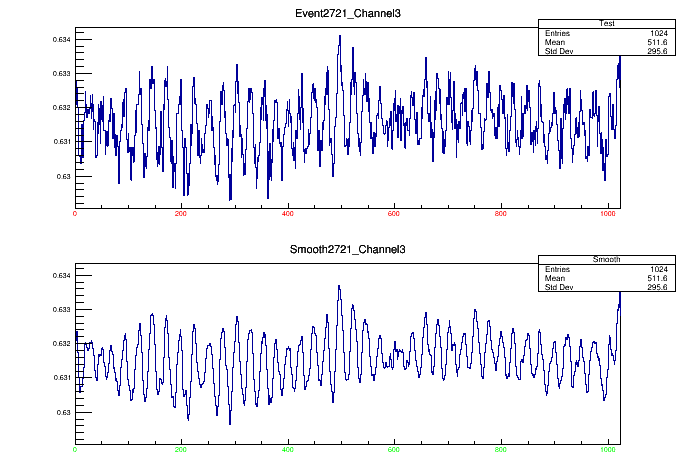 Event2721_Channel3
Test
Entries 1024
Mean 511.6
Std Dev 295.6
0.634
0.633
0.632
0.631
0.63
0 200 400 600 800 1000
Smooth2721_Channel3
Smooth
Entries 1024
Mean 511.6
Std Dev 295.6
0.634
0.633
0.632
0.631
0.63
0 200 400 600 800 1000